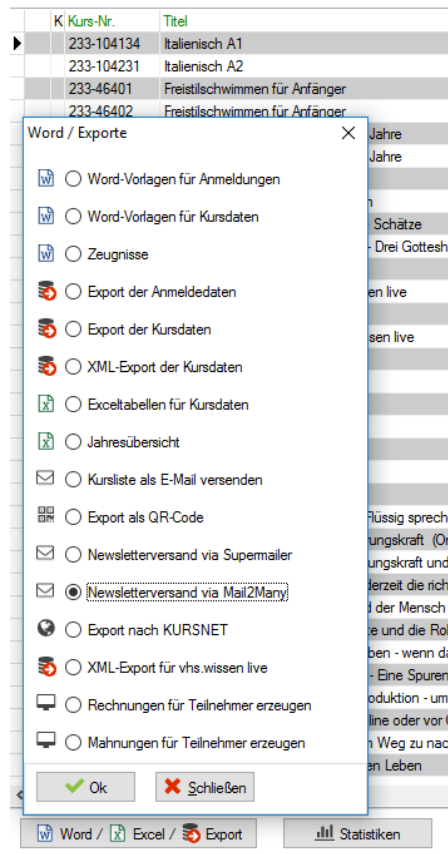 K Kurs-Nr. Titel
233-104134 Italienisch A1
233-104231 Italienisch A2
233-46401 Freistilschwimmen für Anfänger
233-46402 Freistilschwimmen für Anfänger
Word / Exporte
Jahre
Word-Vorlagen für Anmeldungen
Jahre
Word-Vorlagen für Kursdaten
Schätze
Zeugnisse
- Drei Gottesh
Export der Anmeldedaten
en live
Export der Kursdaten
sen live
XML-Export der Kursdaten
Exceltabellen für Kursdaten
Jahresübersicht
Kursliste als E-Mail versenden
Export als QR-Code
Flüssig sprech
Newsletterversand via Supermailer
ungskraft (On
ungskraft und
Newsletterversand via Mail2Many
derzeit die rich
d der Mensch
Export nach KURSNET
te und die Rol
ben - wenn da
XML-Export für vhs.wissen live
- Eine Spuren
Rechnungen für Teilnehmer erzeugen
oduktion - um
line oder vor O
Mahnungen für Teilnehmer erzeugen
n Weg zu nac
en Leben
Ok Schließen
Word / Excel / Export Statistiken